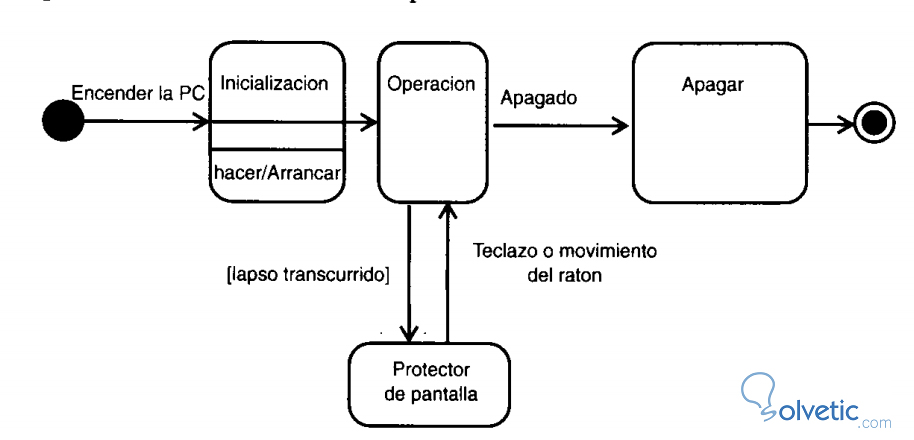 Encender la PC
Inicializacion
hacer/Arrancar
Operacion
Apagado
Apagar
[lapso transcurrido]
Teclazo o movimiento
del raton
Protector
de pantalla
Solvetic.com